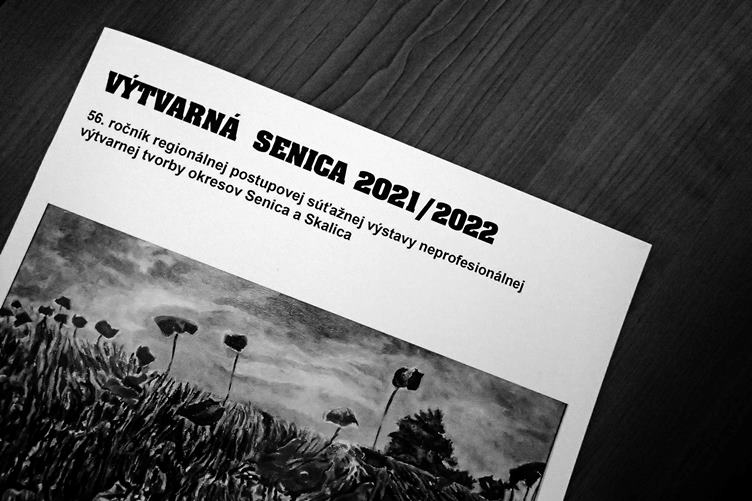 VÝTVARNÁ SENICA 2021/2022
56. ročník regionálnej postupovej súťažnej výstavy neprofesionálnej
výtvarnej tvorby okresov Senica a Skalica